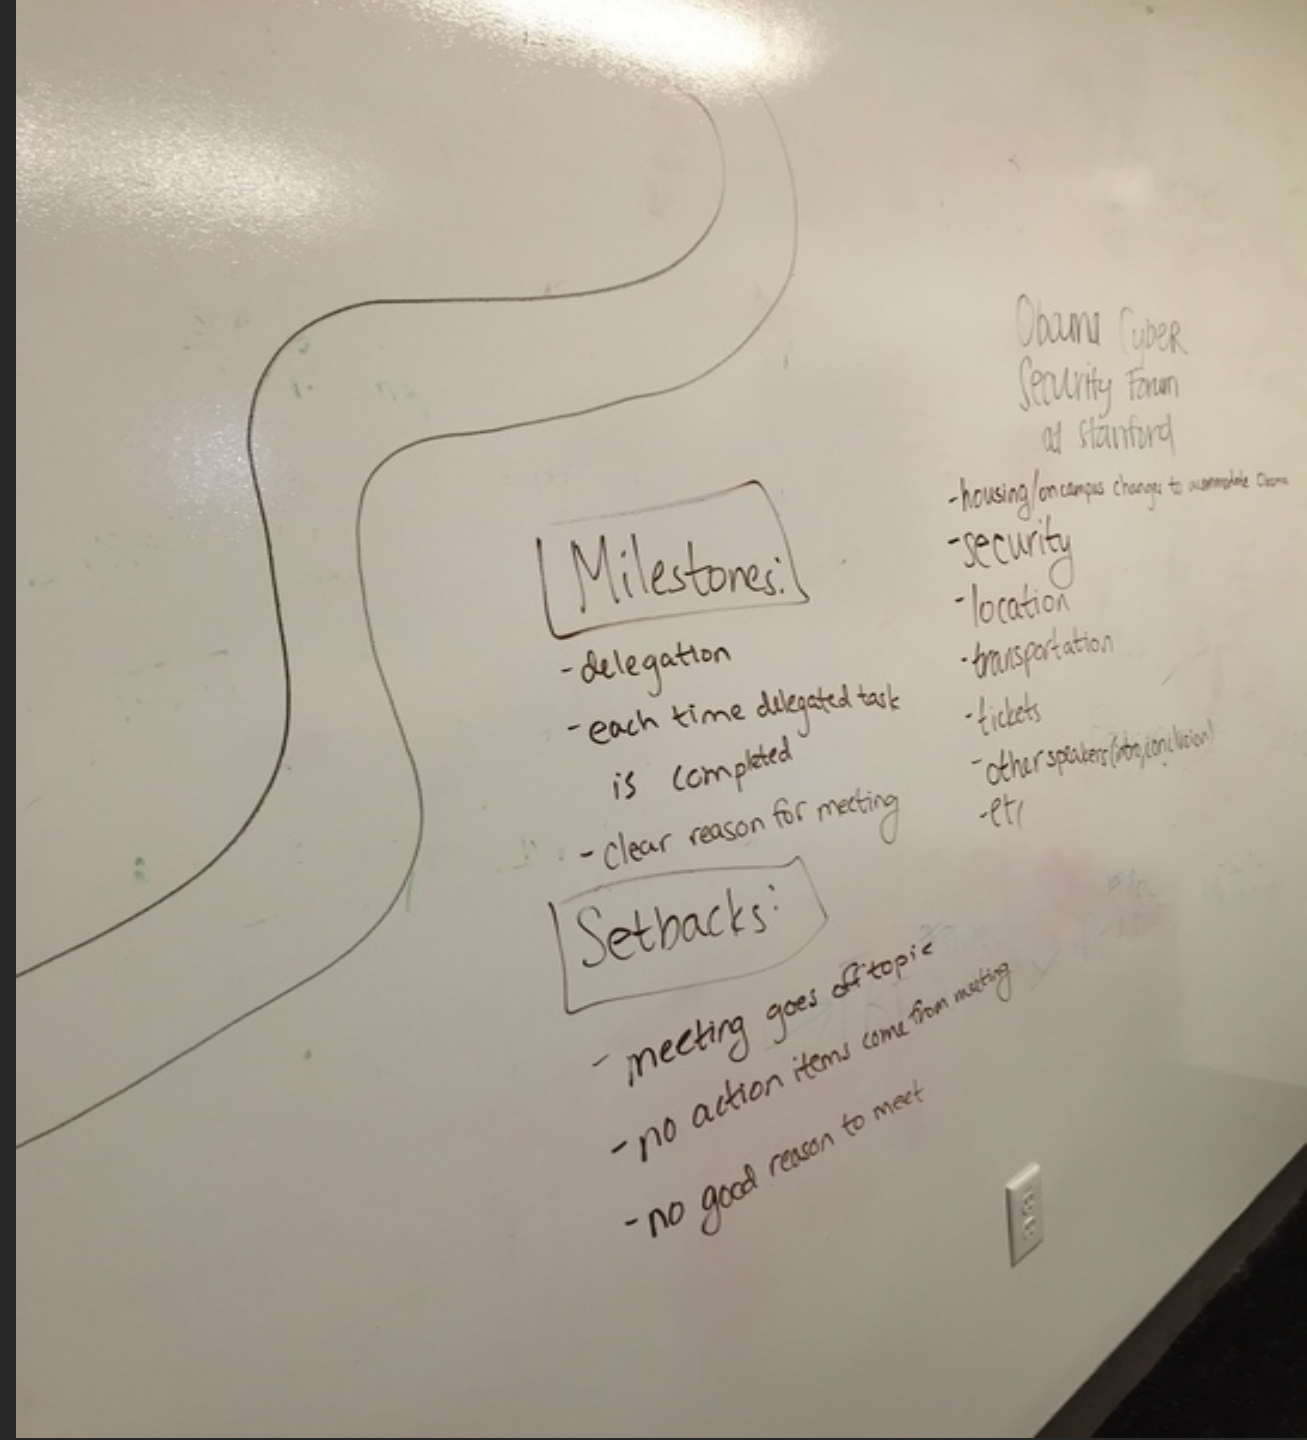 Milestones:
- delegation
- each time delegated task
is completed
- clear reason for meeting
Setbacks:
- meeting goes off topic
- no action items come from meeting
- no good reason to meet
Obama Cyber
Security Forum
at Stanford
- housing/on campus changes to accommodate Obama
- security
- location
- transportation
- tickets
- other speakers (intro, conclusion)
- etc